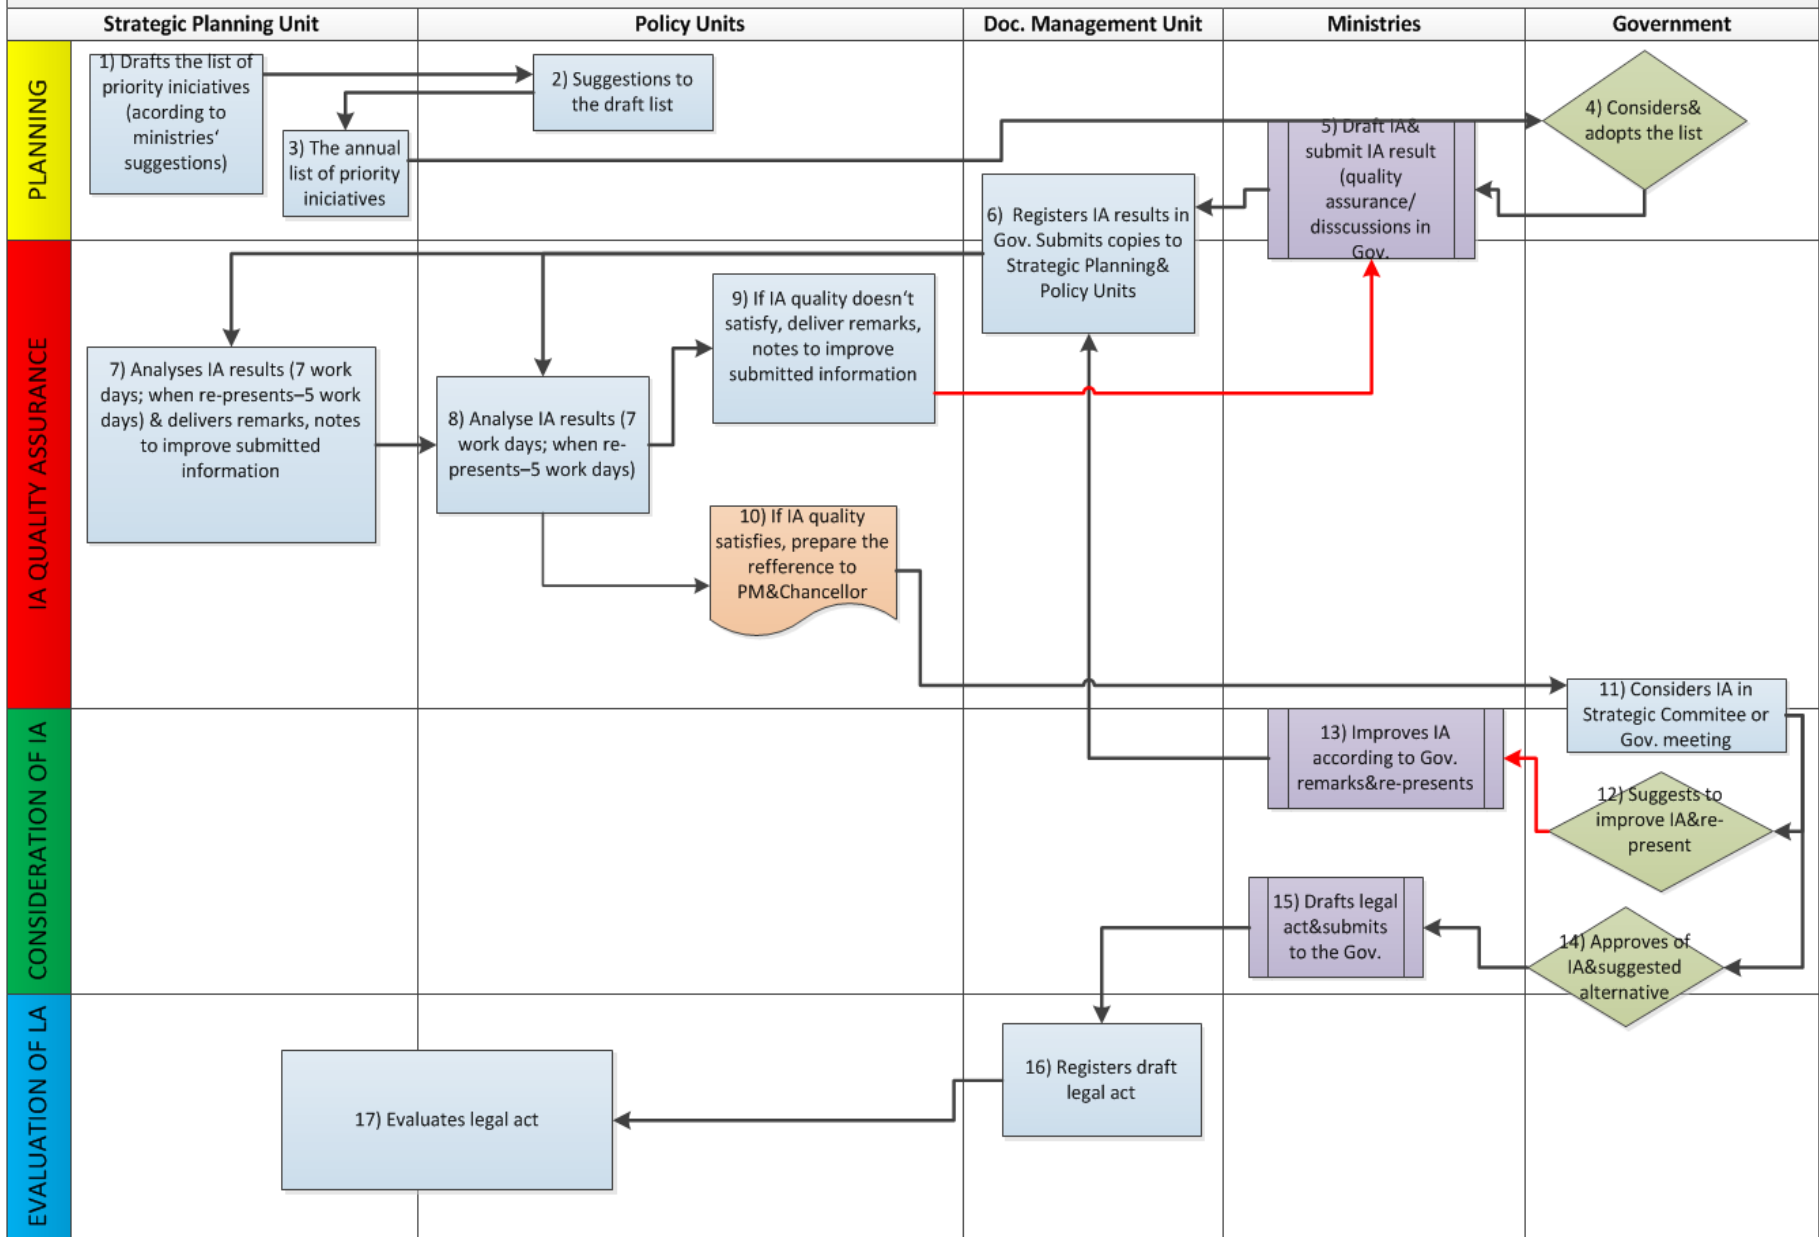 Strategic Planning Unit
Policy Units
Doc. Management Unit
Ministries
Government
PLANNING
1) Drafts the list of
priority iniciatives
(acording to
ministries‘
suggestions)
2) Suggestions to
the draft list
3) The annual
list of priority
iniciatives
4) Considers&
adopts the list
5) Draft IA&
submit IA result
(quality
assurance/
disscussions in
Gov.
6) Registers IA results in
Gov. Submits copies to
Strategic Planning&
Policy Units
IA QUALITY ASSURANCE
7) Analyses IA results (7 work
days; when re-presents–5 work
days) & delivers remarks, notes
to improve submitted
information
8) Analyse IA results (7
work days; when re-
presents–5 work days)
9) If IA quality doesn‘t
satisfy, deliver remarks,
notes to improve
submitted information
10) If IA quality
satisfies, prepare the
refference to
PM&Chancellor
11) Considers IA in
Strategic Commitee or
Gov. meeting
CONSIDERATION OF IA
12) Suggests to
improve IA&re-
present
13) Improves IA
according to Gov.
remarks&re-presents
14) Approves of
IA&suggested
alternative
15) Drafts legal
act&submits
to the Gov.
EVALUATION OF LA
16) Registers draft
legal act
17) Evaluates legal act